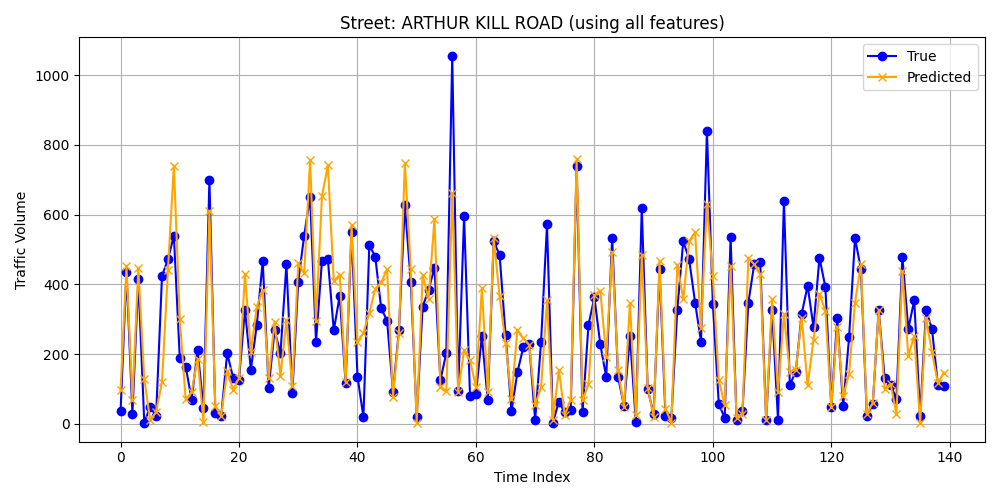 Street: ARTHUR KILL ROAD (using all features)
True
Predicted
Traffic Volume
1000
800
600
400
200
0
0 20 40 60 80 100 120 140
Time Index